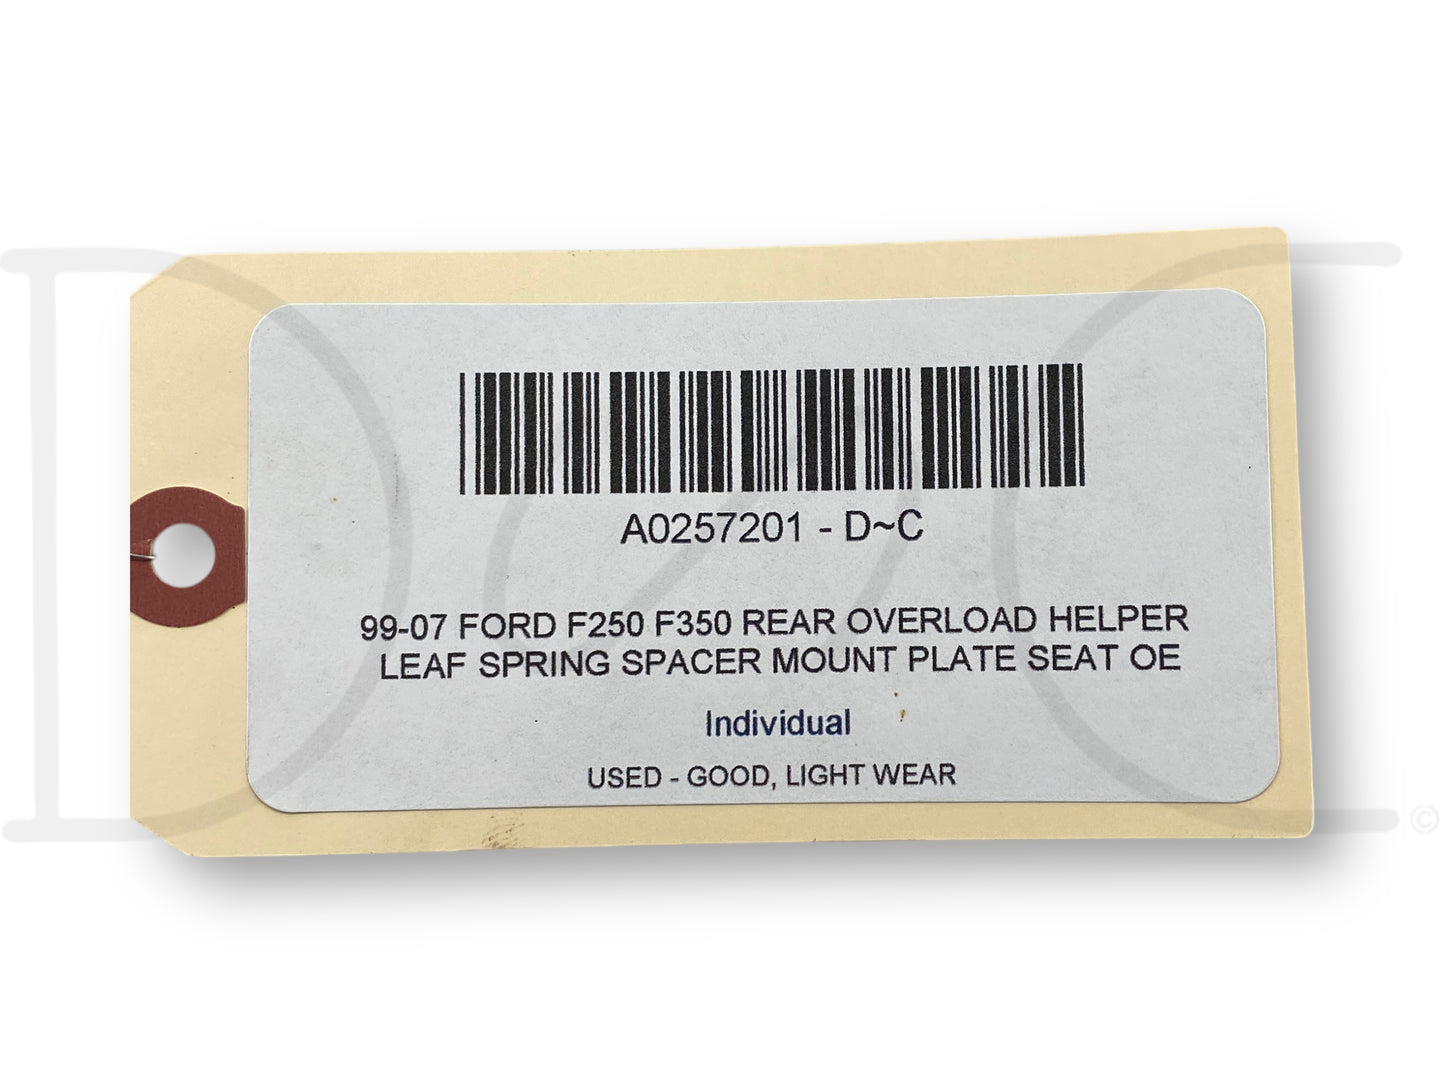 A0257201 - D~C
99-07 FORD F250 F350 REAR OVERLOAD HELPER
LEAF SPRING SPACER MOUNT PLATE SEAT OE
Individual
USED - GOOD, LIGHT WEAR
D~C ©